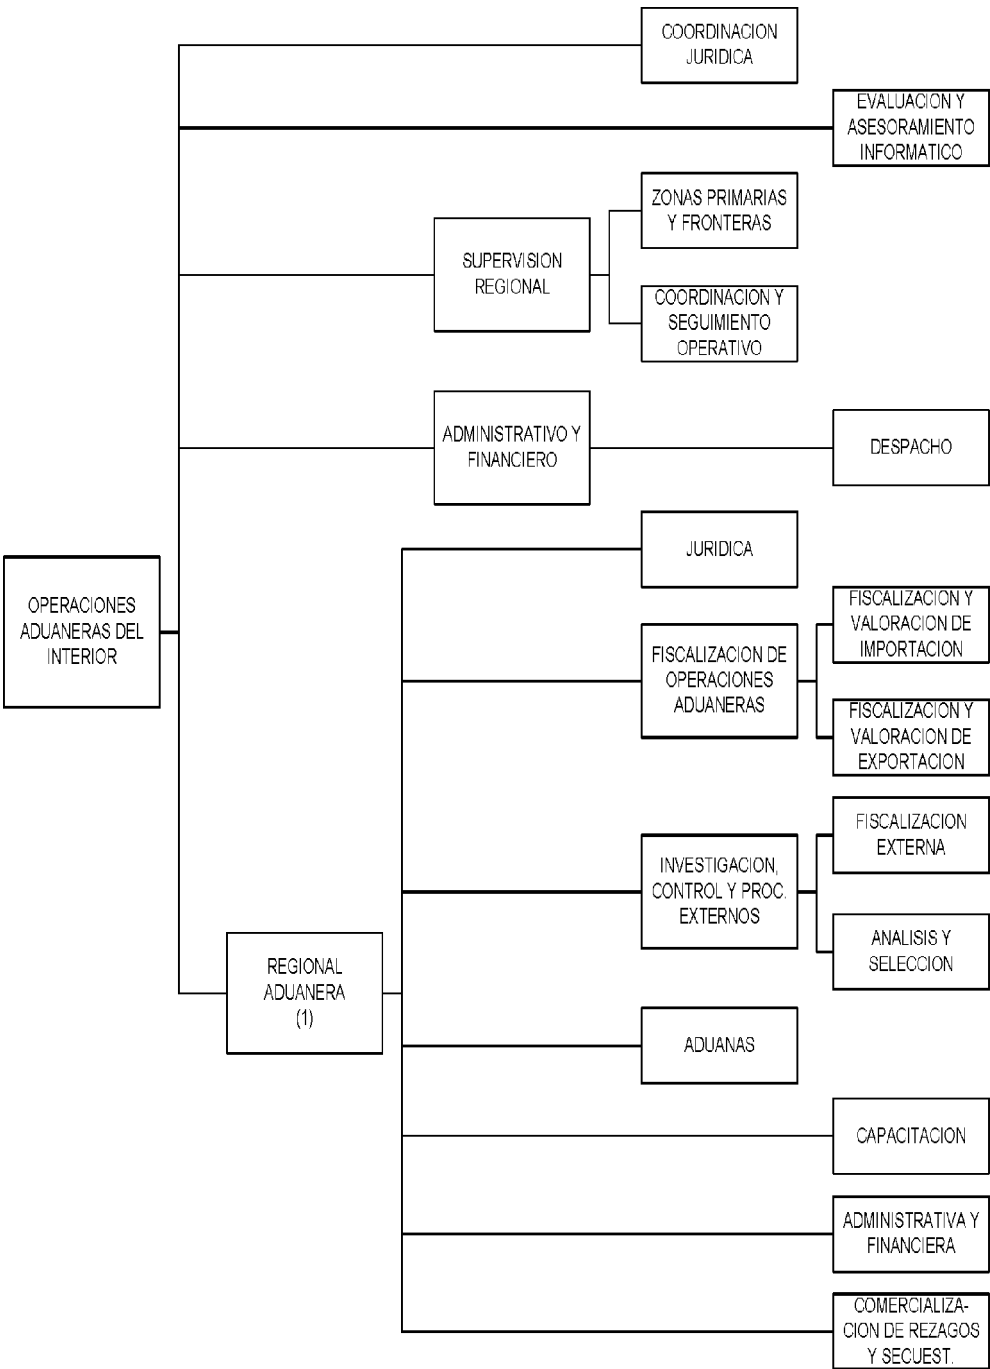 COORDINACION
JURIDICA
EVALUACION Y
ASESORAMIENTO
INFORMATICO
ZONAS PRIMARIAS
Y FRONTERAS
SUPERVISION
REGIONAL
COORDINACION Y
SEGUIMIENTO
OPERATIVO
ADMINISTRATIVO Y
FINANCIERO
DESPACHO
JURIDICA
OPERACIONES
ADUANERAS DEL
INTERIOR
FISCALIZACION DE
OPERACIONES
ADUANERAS
FISCALIZACION Y
VALORACION DE
IMPORTACION
FISCALIZACION Y
VALORACION DE
EXPORTACION
INVESTIGACION,
CONTROL Y PROC.
EXTERNOS
FISCALIZACION
EXTERNA
ANALISIS Y
SELECCION
REGIONAL
ADUANERA
(1)
ADUANAS
CAPACITACION
ADMINISTRATIVA Y
FINANCIERA
COMERCIALIZA-
CION DE REZAGOS
Y SECUEST.